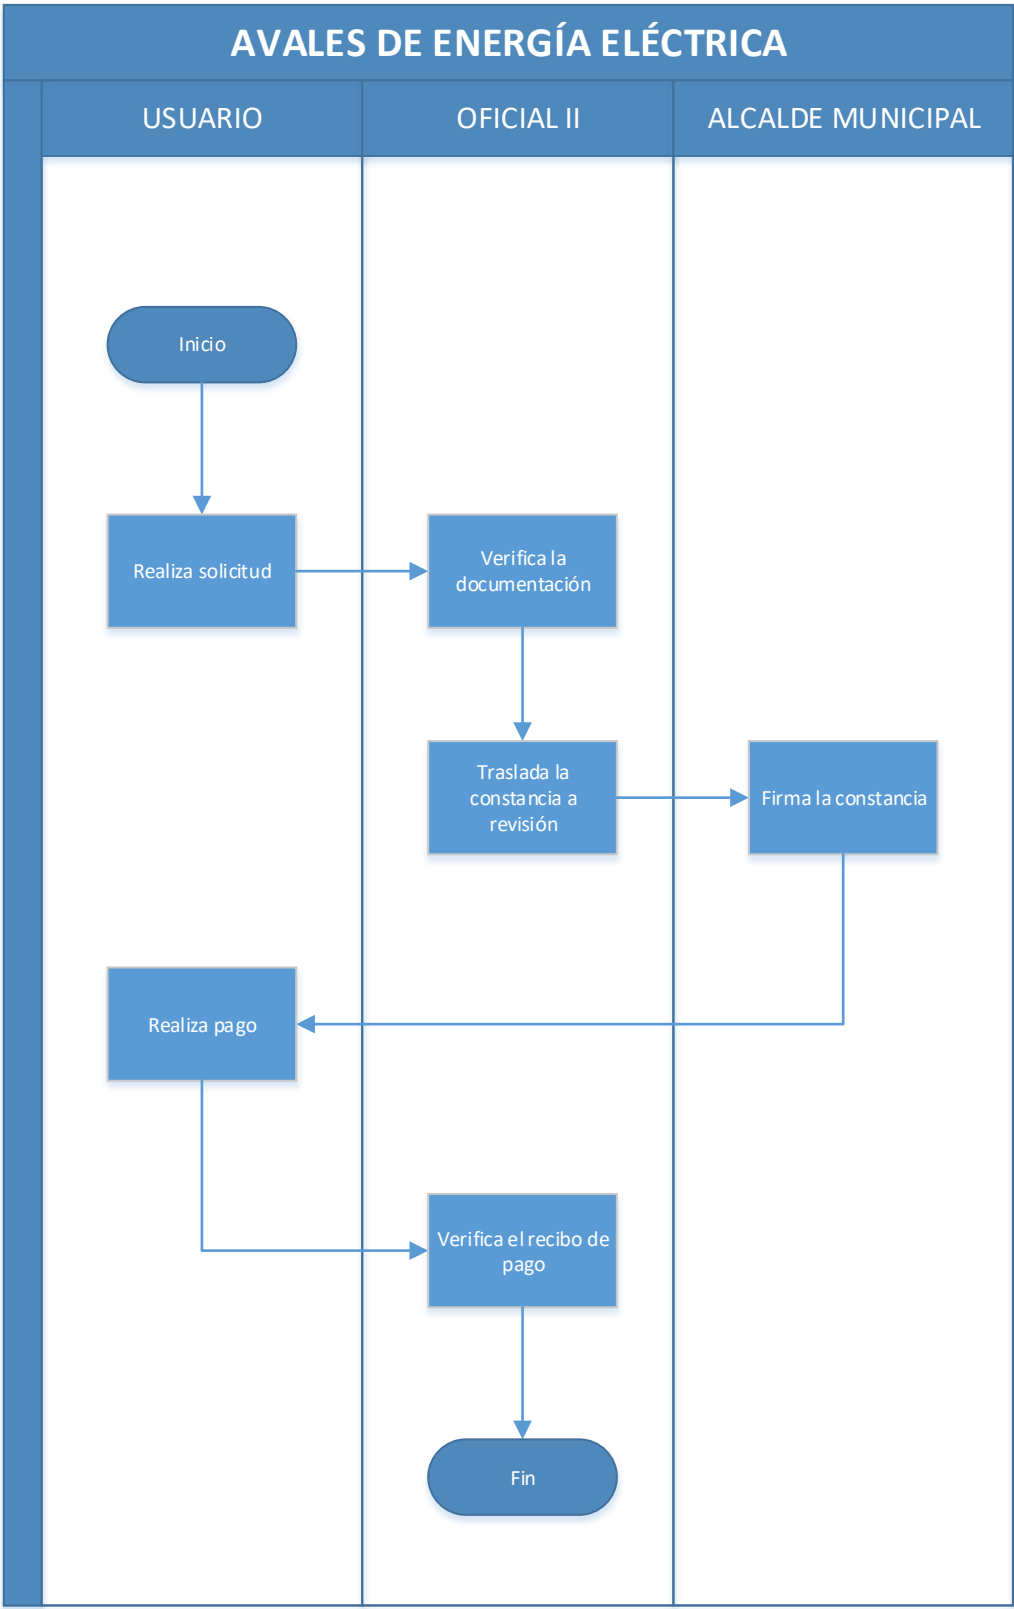 AVALES DE ENERGÍA ELÉCTRICA
USUARIO
OFICIAL II
ALCALDE MUNICIPAL
Inicio
Realiza solicitud
Verifica la
documentación
Traslada la
constancia a
revisión
Firma la constancia
Realiza pago
Verifica el recibo de
pago
Fin